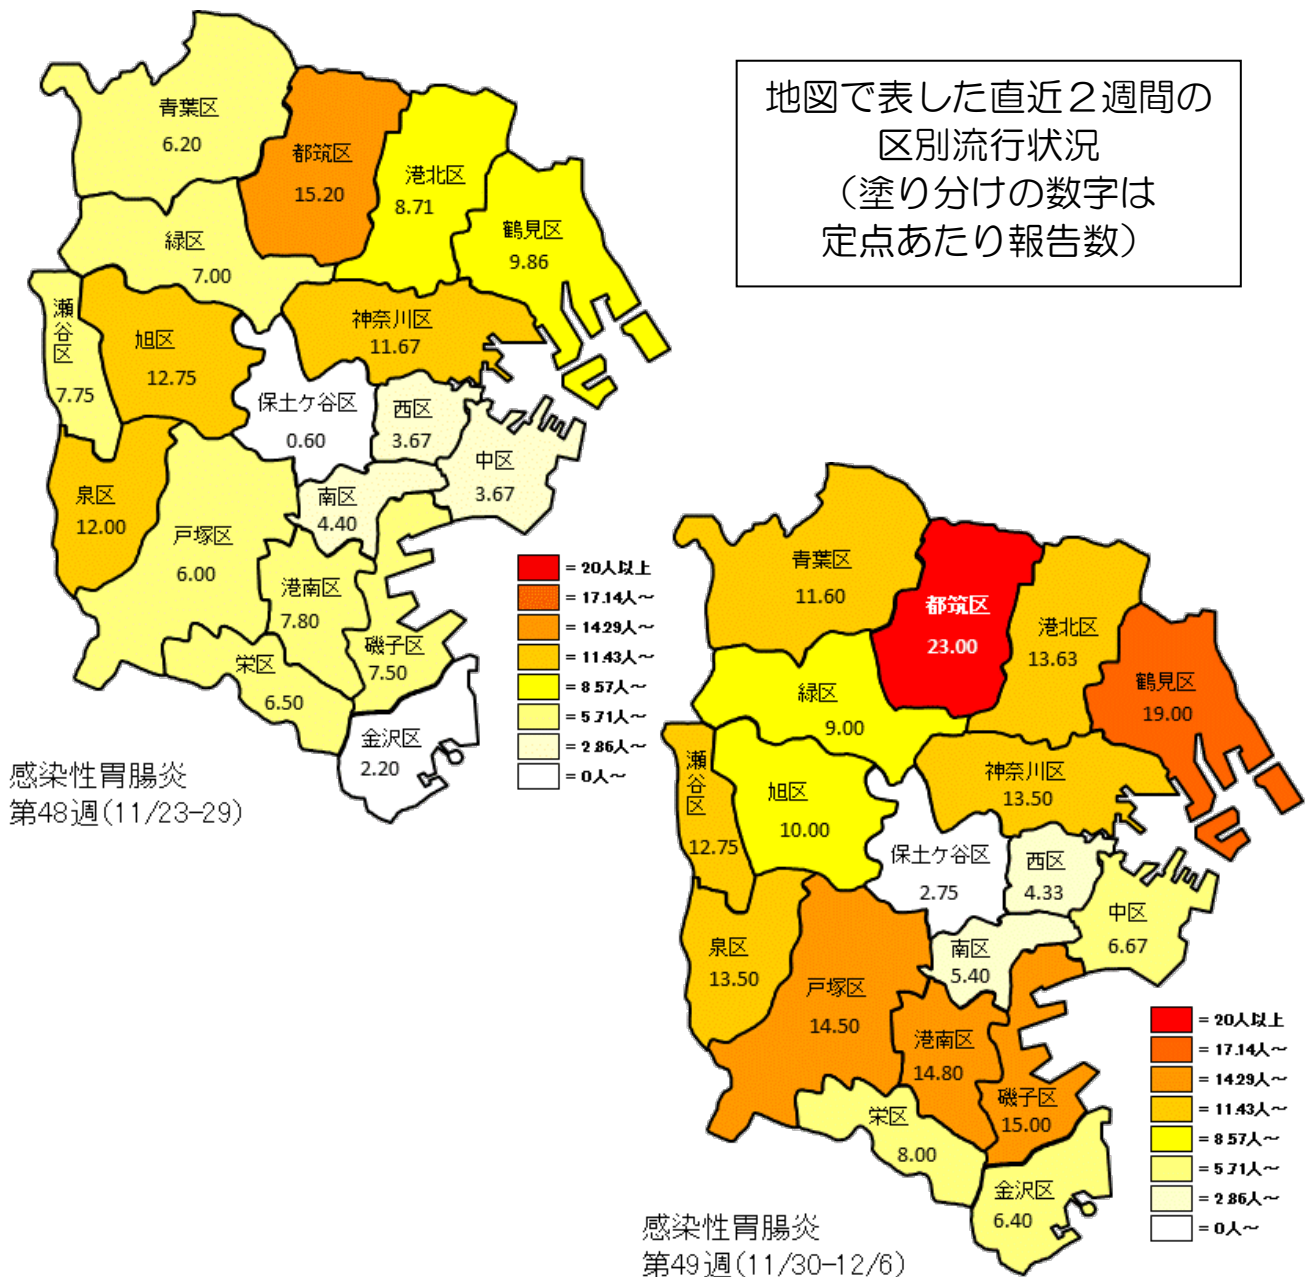 地図で表した直近２週間の
区別流行状況
（塗り分けの数字は
定点あたり報告数）
青葉区
6.20
都筑区
15.20
港北区
8.71
鶴見区
9.86
緑区
7.00
瀬谷区
7.75
旭区
12.75
神奈川区
11.67
保土ケ谷区
0.60
西区
3.67
中区
3.67
泉区
12.00
戸塚区
6.00
南区
4.40
港南区
7.80
磯子区
7.50
栄区
6.50
金沢区
2.20
= 20人以上
= 17.14人～
= 14.29人～
= 11.43人～
= 8.57人～
= 5.71人～
= 2.86人～
= 0人～
感染性胃腸炎
第48週(11/23-29)
青葉区
11.60
都筑区
23.00
港北区
13.63
鶴見区
19.00
緑区
9.00
瀬谷区
12.75
旭区
10.00
神奈川区
13.50
保土ケ谷区
2.75
西区
4.33
中区
6.67
泉区
13.50
戸塚区
14.50
南区
5.40
港南区
14.80
磯子区
15.00
栄区
8.00
金沢区
6.40
= 20人以上
= 17.14人～
= 14.29人～
= 11.43人～
= 8.57人～
= 5.71人～
= 2.86人～
= 0人～
感染性胃腸炎
第49週(11/30-12/6)